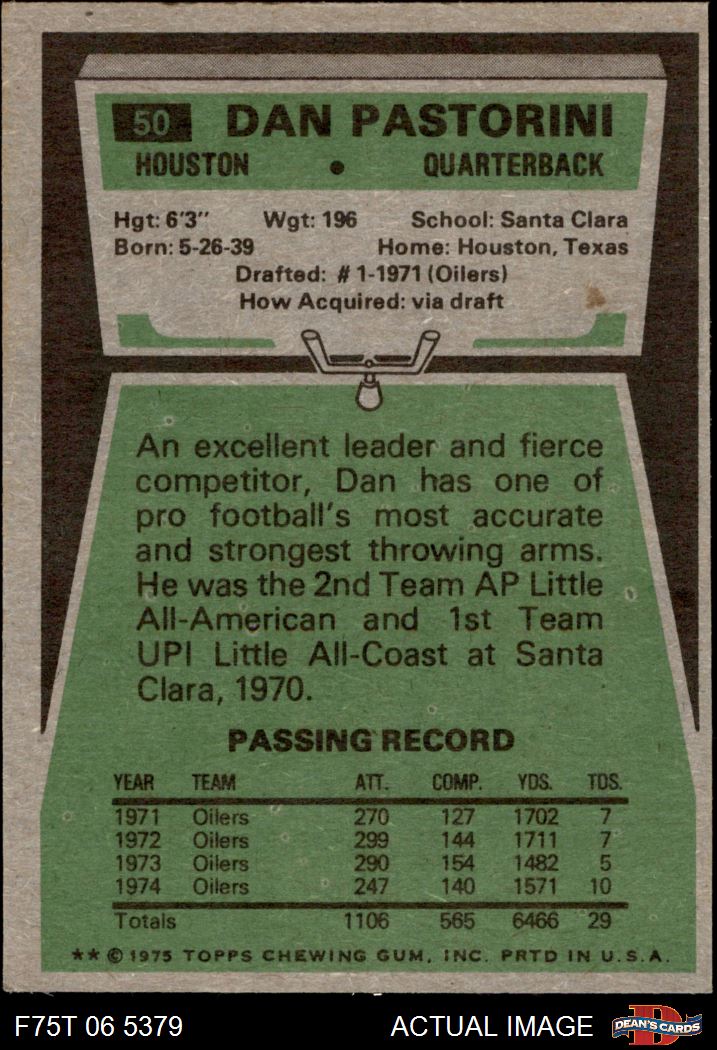 50 DAN PASTORINI
HOUSTON • QUARTERBACK
Hgt: 6'3" Wgt: 196 School: Santa Clara
Born: 5-26-39 Home: Houston, Texas
Drafted: #1-1971 (Oilers)
How Acquired: via draft
An excellent leader and fierce
competitor, Dan has one of
pro football's most accurate
and strongest throwing arms.
He was the 2nd Team AP Little
All-American and 1st Team
UPI Little All-Coast at Santa
Clara, 1970.
PASSING RECORD
YEAR TEAM ATT. COMP. YDS. TDS.
1971 Oilers 270 127 1702 7
1972 Oilers 299 144 1711 7
1973 Oilers 290 154 1482 5
1974 Oilers 247 140 1571 10
Totals 1106 565 6466 29
** © 1975 TOPPS CHEWING GUM, INC. PRTD IN U.S.A.
F75T 06 5379 ACTUAL IMAGE D DEAN'S CARDS